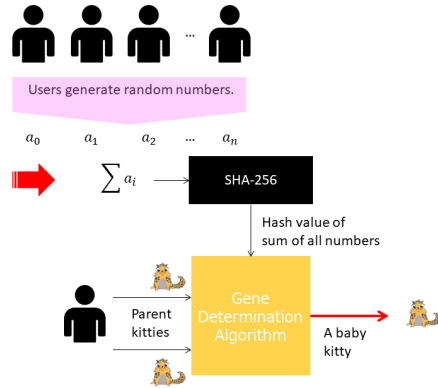 ...
Users generate random numbers.
a₀ a₁ a₂ ... aₙ
∑ aᵢ
SHA-256
Hash value of
sum of all numbers
Parent
kitties
Gene
Determination
Algorithm
A baby
kitty